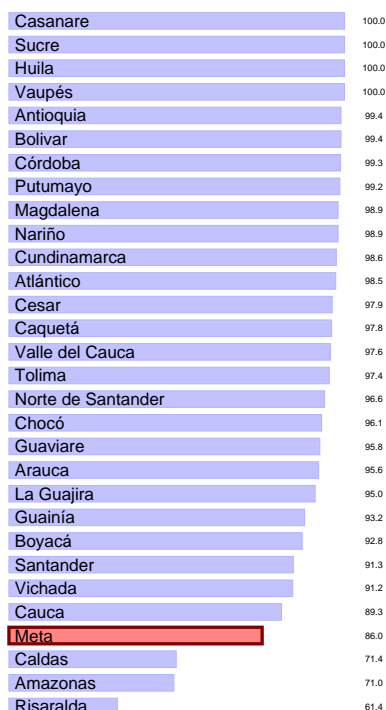 Casanare 100.0
Sucre 100.0
Huila 100.0
Vaupés 100.0
Antioquia 99.4
Bolivar 99.4
Córdoba 99.3
Putumayo 99.2
Magdalena 98.9
Nariño 98.9
Cundinamarca 98.6
Atlántico 98.5
Cesar 97.9
Caquetá 97.8
Valle del Cauca 97.6
Tolima 97.4
Norte de Santander 96.6
Chocó 96.1
Guaviare 95.8
Arauca 95.6
La Guajira 95.0
Guainía 93.2
Boyacá 92.8
Santander 91.3
Vichada 91.2
Cauca 89.3
Meta 86.0
Caldas 71.4
Amazonas 71.0
Risaralda 61.4